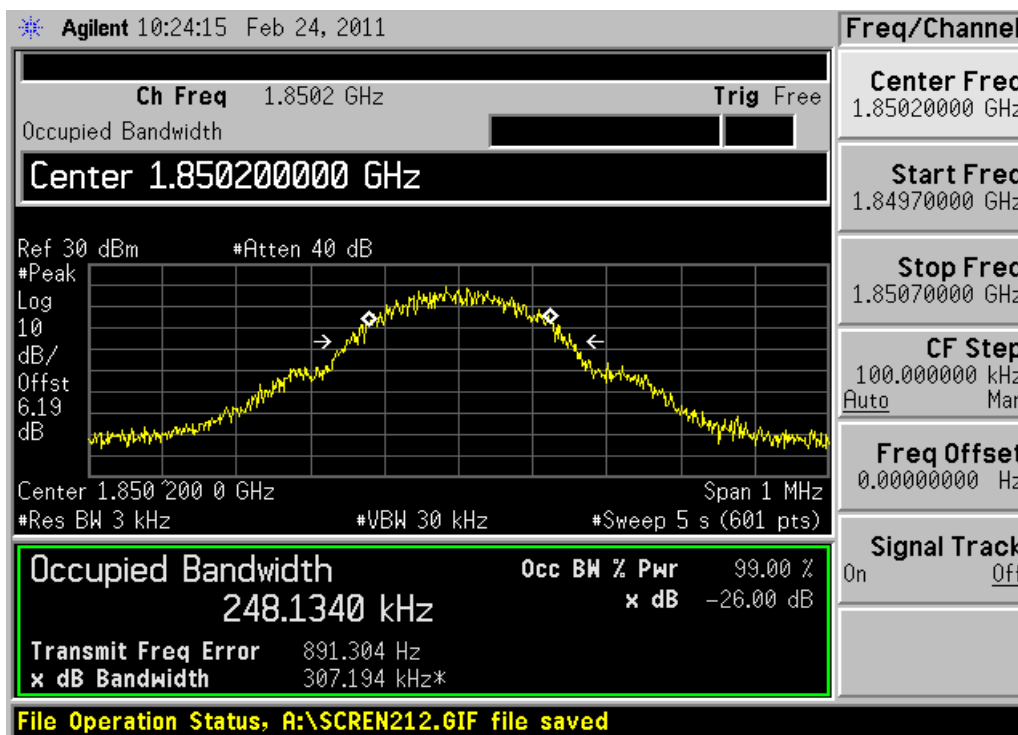 Agilent 10:24:15 Feb 24, 2011
Freq/Channel
Ch Freq 1.8502 GHz
Trig Free
Occupied Bandwidth
Center 1.850200000 GHz
Ref 30 dBm
#Atten 40 dB
#Peak
Log
10
dB/
Offst
6.19
dB
Center 1.850 200 0 GHz
Span 1 MHz
#Res BW 3 kHz
#VBW 30 kHz
#Sweep 5 s (601 pts)
Occupied Bandwidth
248.1340 kHz
Occ BW % Pwr 99.00 %
x dB -26.00 dB
Transmit Freq Error 891.304 Hz
x dB Bandwidth 307.194 kHz*
File Operation Status, A:\SCREN212.GIF file saved
Center Freq
1.85020000 GHz
Start Freq
1.84970000 GHz
Stop Freq
1.85070000 GHz
CF Step
100.000000 kHz
Auto Man
Freq Offset
0.00000000 Hz
Signal Track
On Off